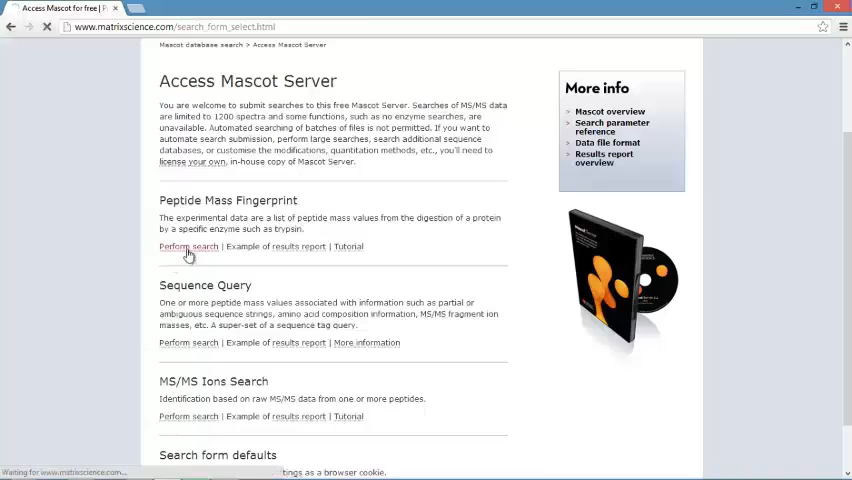 Access Mascot for free | P
www.matrixscience.com/search_form_select.html
Mascot database search > Access Mascot Server
Access Mascot Server
You are welcome to submit searches to this free Mascot Server. Searches of MS/MS data
are limited to 1200 spectra and some functions, such as no enzyme searches, are
unavailable. Automated searching of batches of files is not permitted. If you want to
automate search submission, perform large searches, search additional sequence
databases, or customise the modifications, quantitation methods, etc., you'll need to
license your own, in-house copy of Mascot Server.
Peptide Mass Fingerprint
The experimental data are a list of peptide mass values from the digestion of a protein
by a specific enzyme such as trypsin.
Perform search | Example of results report | Tutorial
Sequence Query
One or more peptide mass values associated with information such as partial or
ambiguous sequence strings, amino acid composition information, MS/MS fragment ion
masses, etc. A super-set of a sequence tag query.
Perform search | Example of results report | More information
MS/MS Ions Search
Identification based on raw MS/MS data from one or more peptides.
Perform search | Example of results report | Tutorial
Search form defaults
tings as a browser cookie.
More info
Mascot overview
Search parameter
reference
Data file format
Results report
overview
Waiting for www.matrixscience.com...